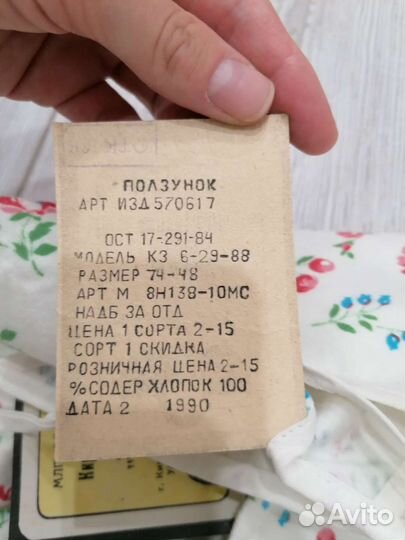 ПОЛЗУНОК
АРТ ИЗД 570617
ОСТ 17-291-84
МОДЕЛЬ КЗ 6-29-88
РАЗМЕР 74-48
АРТ М 8Н138-10МС
НАДБ ЗА ОТД
ЦЕНА 1 СОРТА 2-15
СОРТ 1 СКИДКА
РОЗНИЧНАЯ ЦЕНА 2-15
% СОДЕР ХЛОПОК 100
ДАТА 2 1990
МЛП
Avito